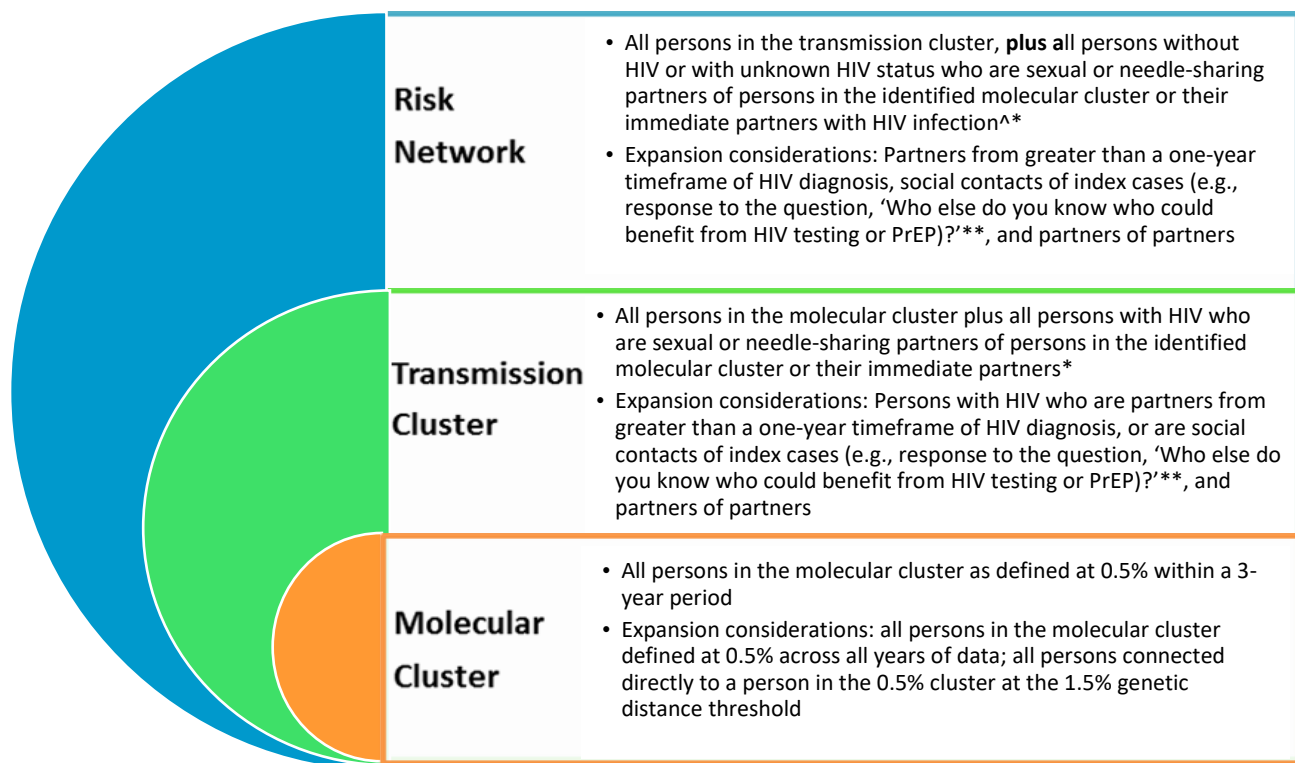 Risk
Network
• All persons in the transmission cluster, plus all persons without
HIV or with unknown HIV status who are sexual or needle-sharing
partners of persons in the identified molecular cluster or their
immediate partners with HIV infection^*
• Expansion considerations: Partners from greater than a one-year
timeframe of HIV diagnosis, social contacts of index cases (e.g.,
response to the question, ‘Who else do you know who could
benefit from HIV testing or PrEP)?’**, and partners of partners
Transmission
Cluster
• All persons in the molecular cluster plus all persons with HIV who
are sexual or needle-sharing partners of persons in the identified
molecular cluster or their immediate partners*
• Expansion considerations: Persons with HIV who are partners from
greater than a one-year timeframe of HIV diagnosis, or are social
contacts of index cases (e.g., response to the question, ‘Who else do
you know who could benefit from HIV testing or PrEP)?’**, and
partners of partners
Molecular
Cluster
• All persons in the molecular cluster as defined at 0.5% within a 3-
year period
• Expansion considerations: all persons in the molecular cluster
defined at 0.5% across all years of data; all persons connected
directly to a person in the 0.5% cluster at the 1.5% genetic
distance threshold